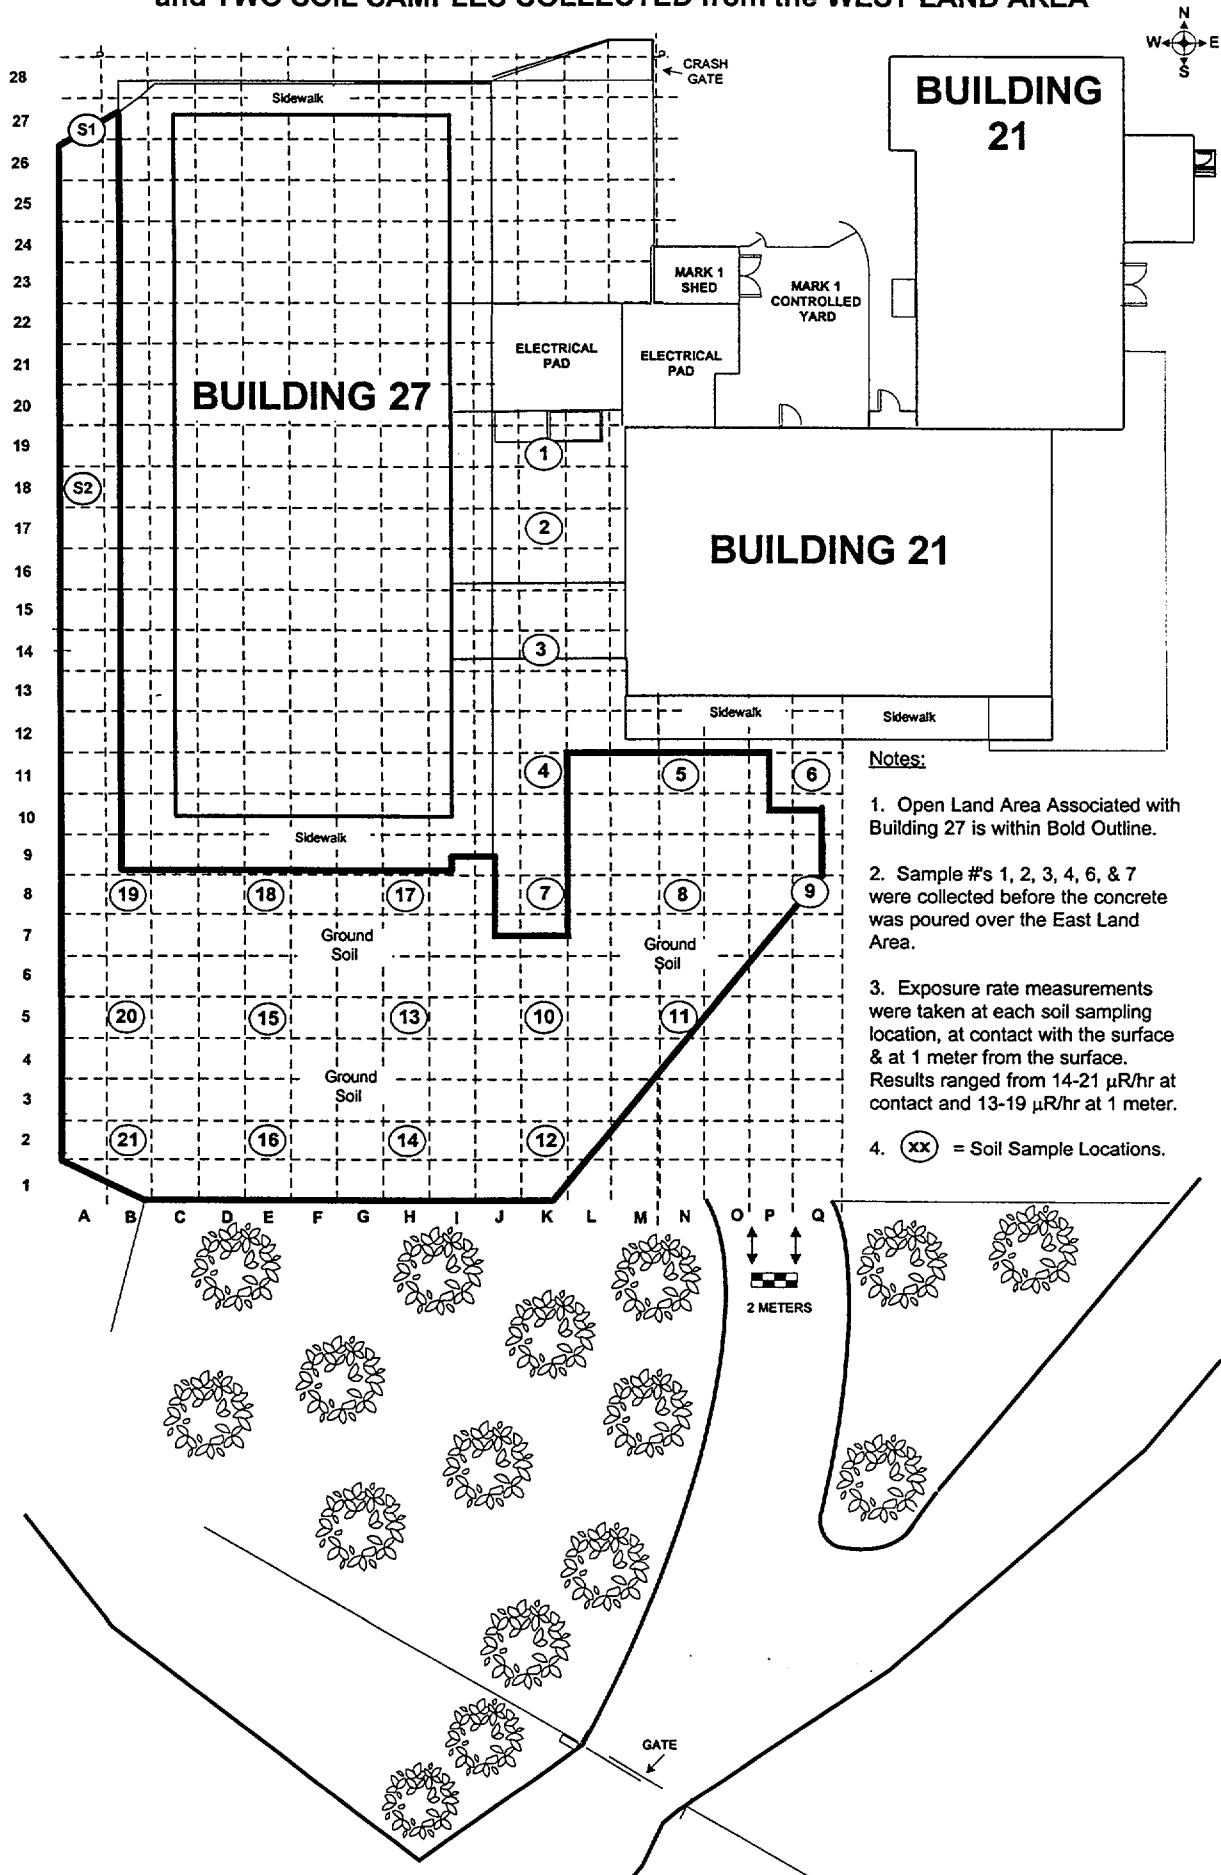 and TWO SOIL SAMPLES COLLECTED from the WEST LAND AREA
N
W E
S
CRASH
GATE
28
27
26
25
24
23
22
21
20
19
18
17
16
15
14
13
12
11
10
9
8
7
6
5
4
3
2
1
Sidewalk
S1
BUILDING
21
MARK 1
SHED
MARK 1
CONTROLLED
YARD
ELECTRICAL
PAD
ELECTRICAL
PAD
BUILDING 27
1
S2
2
BUILDING 21
3
Sidewalk
Sidewalk
4
5
6
Sidewalk
19
18
17
7
8
9
Ground
Soil
Ground
Soil
20
15
13
10
11
Ground
Soil
21
16
14
12
Notes:
1. Open Land Area Associated with
Building 27 is within Bold Outline.
2. Sample #'s 1, 2, 3, 4, 6, & 7
were collected before the concrete
was poured over the East Land
Area.
3. Exposure rate measurements
were taken at each soil sampling
location, at contact with the surface
& at 1 meter from the surface.
Results ranged from 14-21 µR/hr at
contact and 13-19 µR/hr at 1 meter.
4. xx = Soil Sample Locations.
A B C D E F G H I J K L M N O P Q
2 METERS
GATE